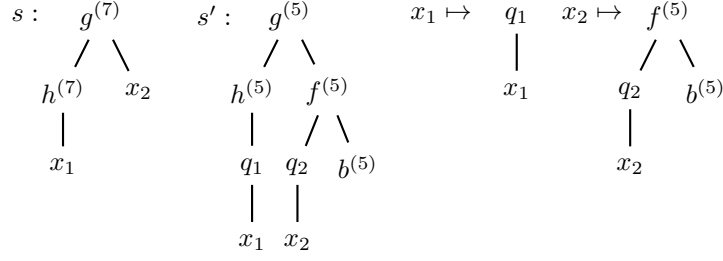 s : g^{(7)} s′ : g^{(5)} x_1 ↦ q_1 x_2 ↦ f^{(5)}
h^{(7)} x_2 h^{(5)} f^{(5)} x_1 q_2 b^{(5)}
x_1 q_1 q_2 b^{(5)} x_2
x_1 x_2